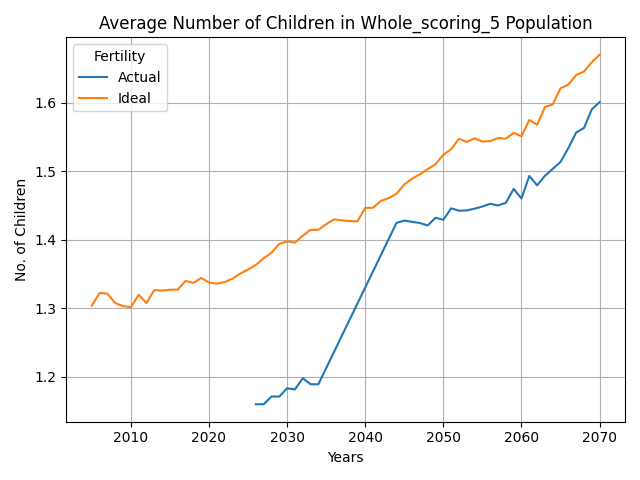 Average Number of Children in Whole_scoring_5 Population
Fertility
Actual
Ideal
No. of Children
1.6
1.5
1.4
1.3
1.2
2010 2020 2030 2040 2050 2060 2070
Years